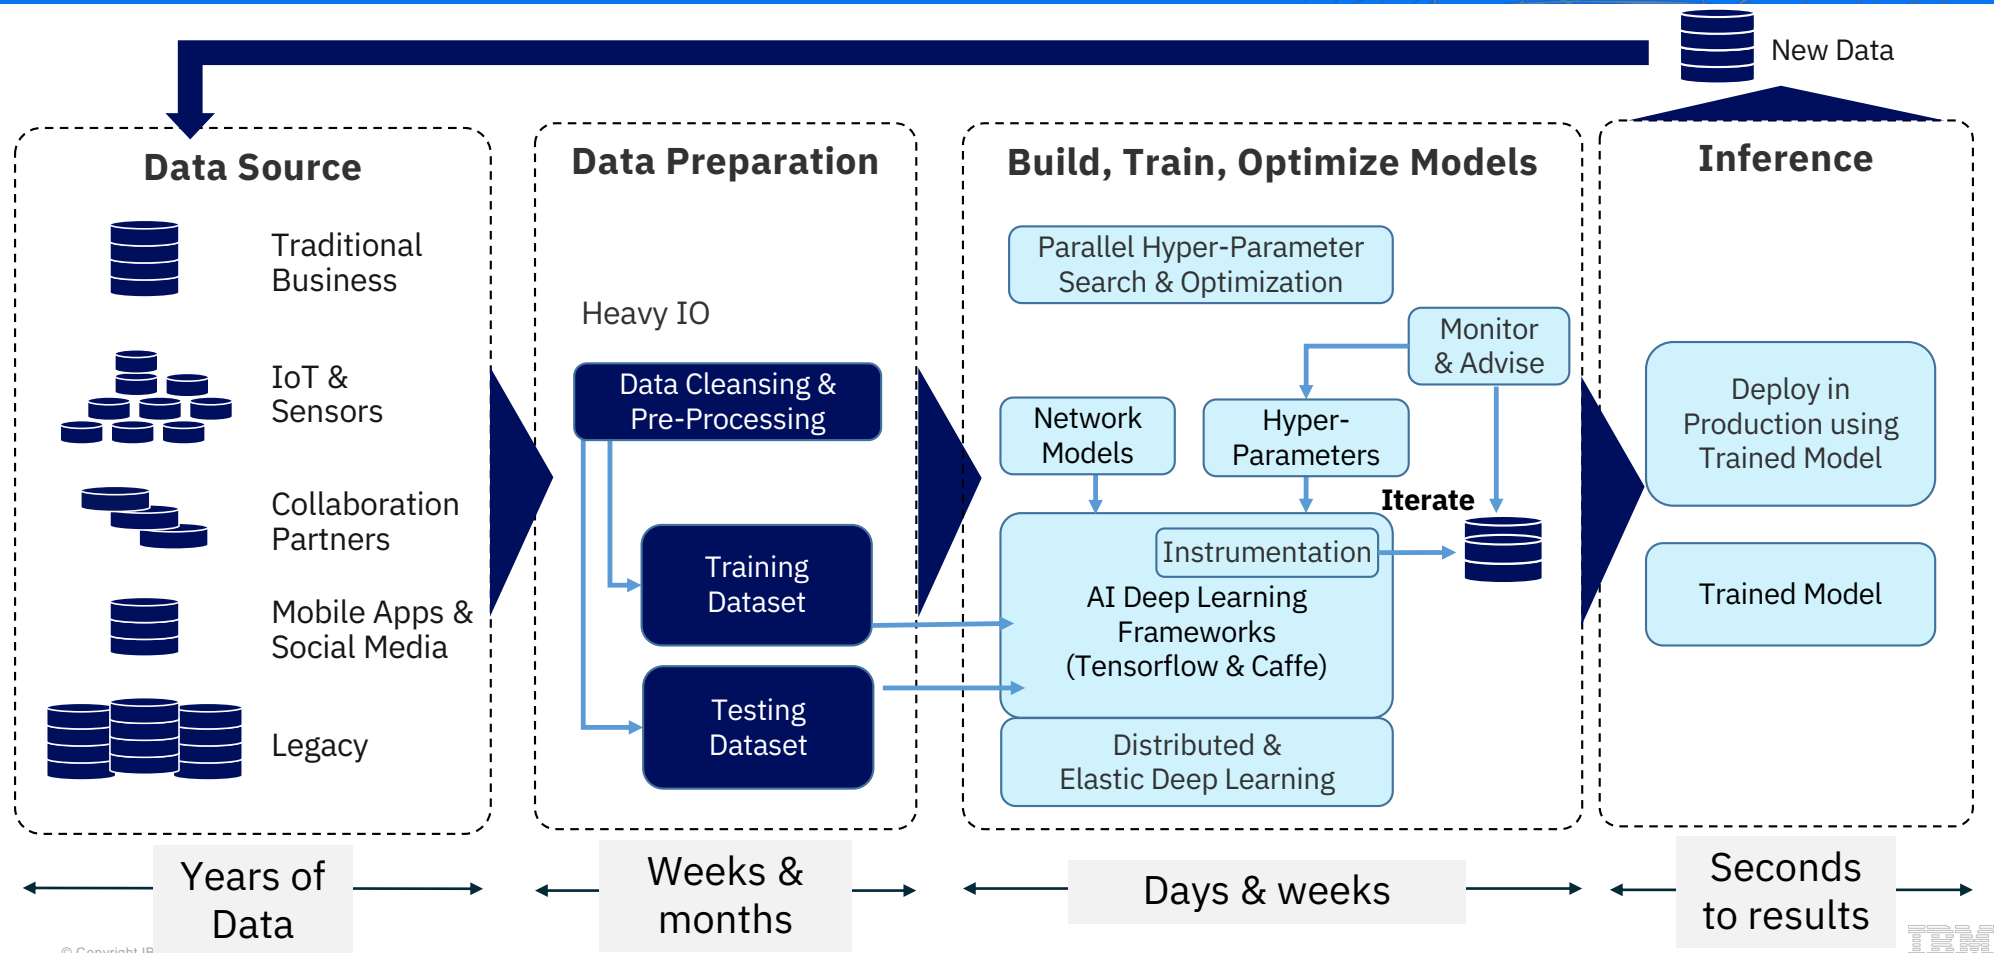 New Data
Data Source
Traditional
Business
IoT &
Sensors
Collaboration
Partners
Mobile Apps &
Social Media
Legacy
Years of
Data
Data Preparation
Heavy IO
Data Cleansing &
Pre-Processing
Training
Dataset
Testing
Dataset
Weeks &
months
Build, Train, Optimize Models
Parallel Hyper-Parameter
Search & Optimization
Monitor
& Advise
Network
Models
Hyper-
Parameters
Iterate
Instrumentation
AI Deep Learning
Frameworks
(Tensorflow & Caffe)
Distributed &
Elastic Deep Learning
Days & weeks
Inference
Deploy in
Production using
Trained Model
Trained Model
Seconds
to results
© Copyright
IBM